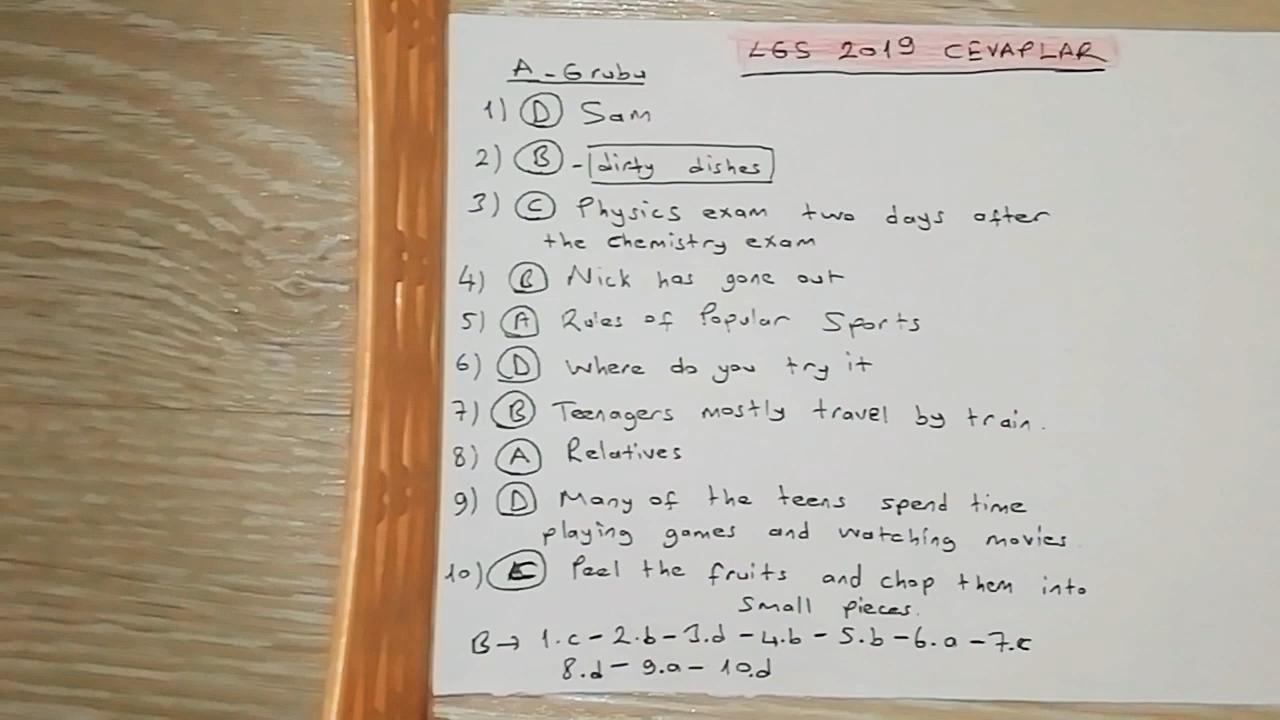 LGS 2019 CEVAPLAR
A - Grubu
1) D Sam
2) B - dirty dishes
3) C Physics exam two days after
the chemistry exam
4) B Nick has gone out
5) A Rules of Popular Sports
6) D Where do you try it
7) B Teenagers mostly travel by train.
8) A Relatives
9) D Many of the teens spend time
playing games and watching movies.
10) C Peel the fruits and chop them into
small pieces.
B → 1.c - 2.b - 3.d - 4.b - 5.b - 6.a - 7.c
8.d - 9.a - 10.d